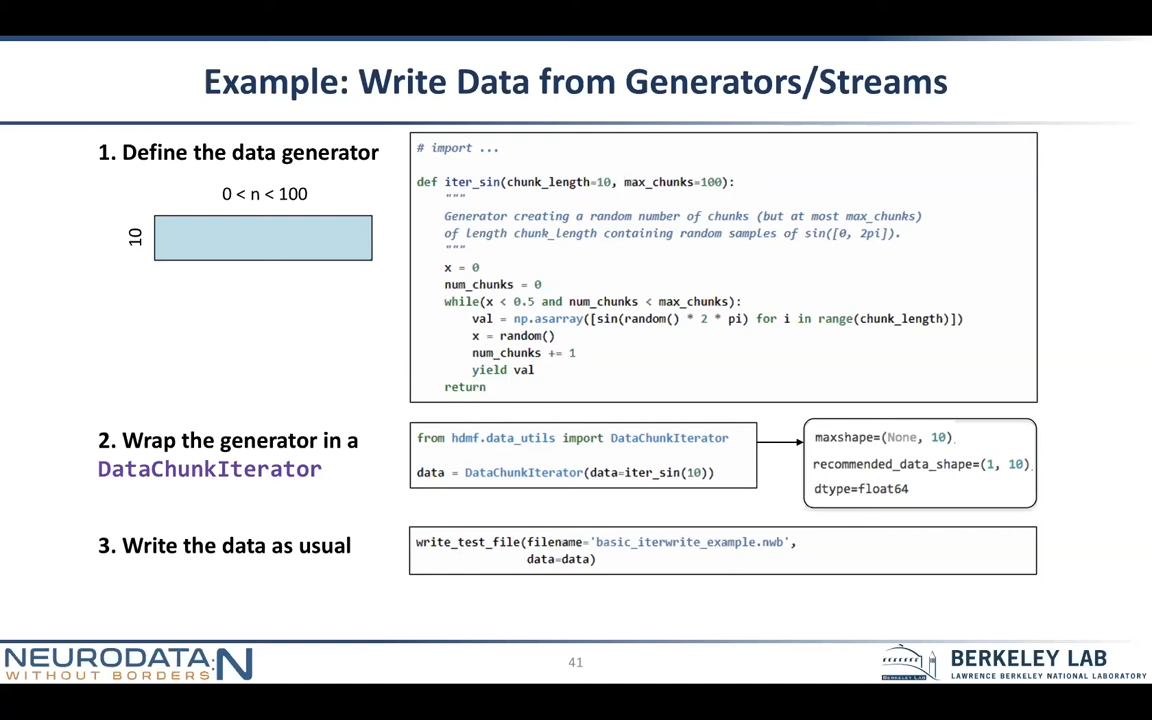 Example: Write Data from Generators/Streams
1. Define the data generator
0 < n < 100
10
# import ...
def iter_sin(chunk_length=10, max_chunks=100):
"""
Generator creating a random number of chunks (but at most max_chunks)
of length chunk_length containing random samples of sin([0, 2pi]).
"""
x = 0
num_chunks = 0
while(x < 0.5 and num_chunks < max_chunks):
val = np.asarray([sin(random() * 2 * pi) for i in range(chunk_length)])
x = random()
num_chunks += 1
yield val
return
2. Wrap the generator in a
DataChunkIterator
from hdmf.data_utils import DataChunkIterator
data = DataChunkIterator(data=iter_sin(10))
maxshape=(None, 10)
recommended_data_shape=(1, 10)
dtype=float64
3. Write the data as usual
write_test_file(filename='basic_iterwrite_example.nwb',
data=data)
NEURODATA
WITHOUT BORDERS
N
41
BERKELEY LAB
BERKELEY LAB
LAWRENCE BERKELEY NATIONAL LABORATORY